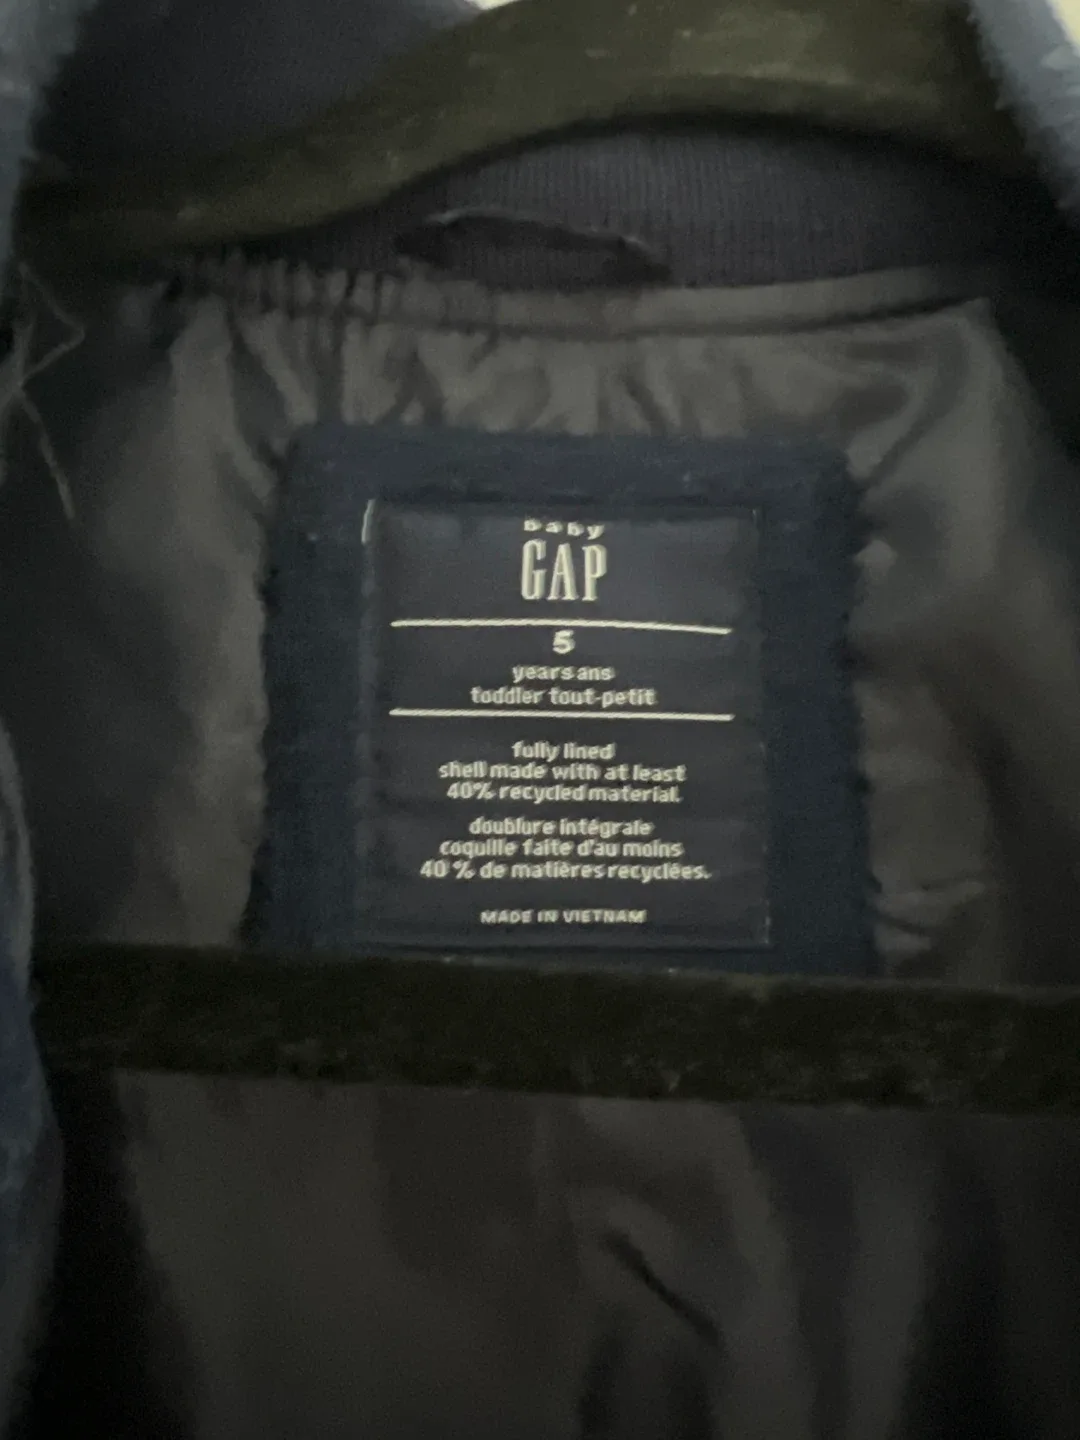 baby
GAP
5
years ans
toddler tout-petit
fully lined
shell made with at least
40% recycled material.
doublure intégrale
coquille faite d'au moins
40 % de matières recyclées.
MADE IN VIETNAM